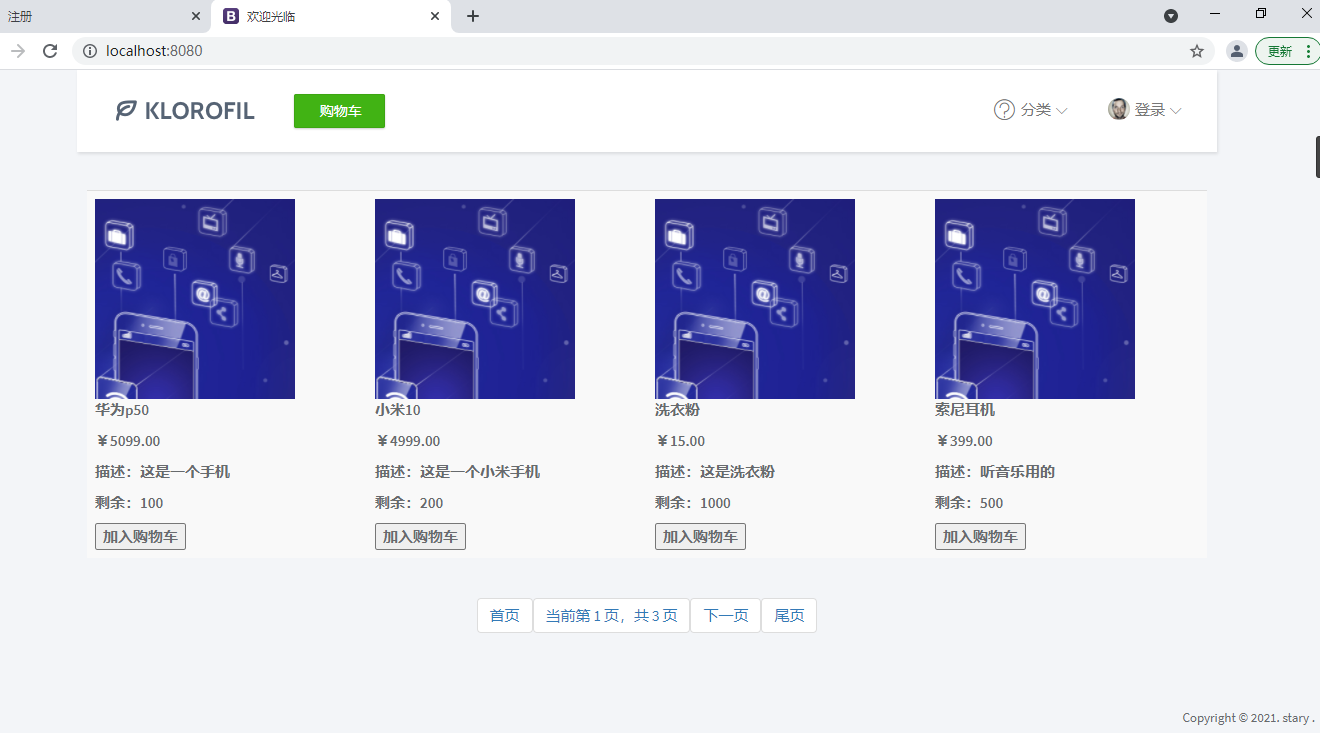 注册
欢迎光临
localhost:8080
更新
KLOROFIL
购物车
分类
登录
华为p50
小米10
洗衣粉
索尼耳机
￥5099.00
￥4999.00
￥15.00
￥399.00
描述：这是一个手机
描述：这是一个小米手机
描述：这是洗衣粉
描述：听音乐用的
剩余：100
剩余：200
剩余：1000
剩余：500
加入购物车
加入购物车
加入购物车
加入购物车
首页
当前第 1 页，共 3 页
下一页
尾页
Copyright © 2021. stary .